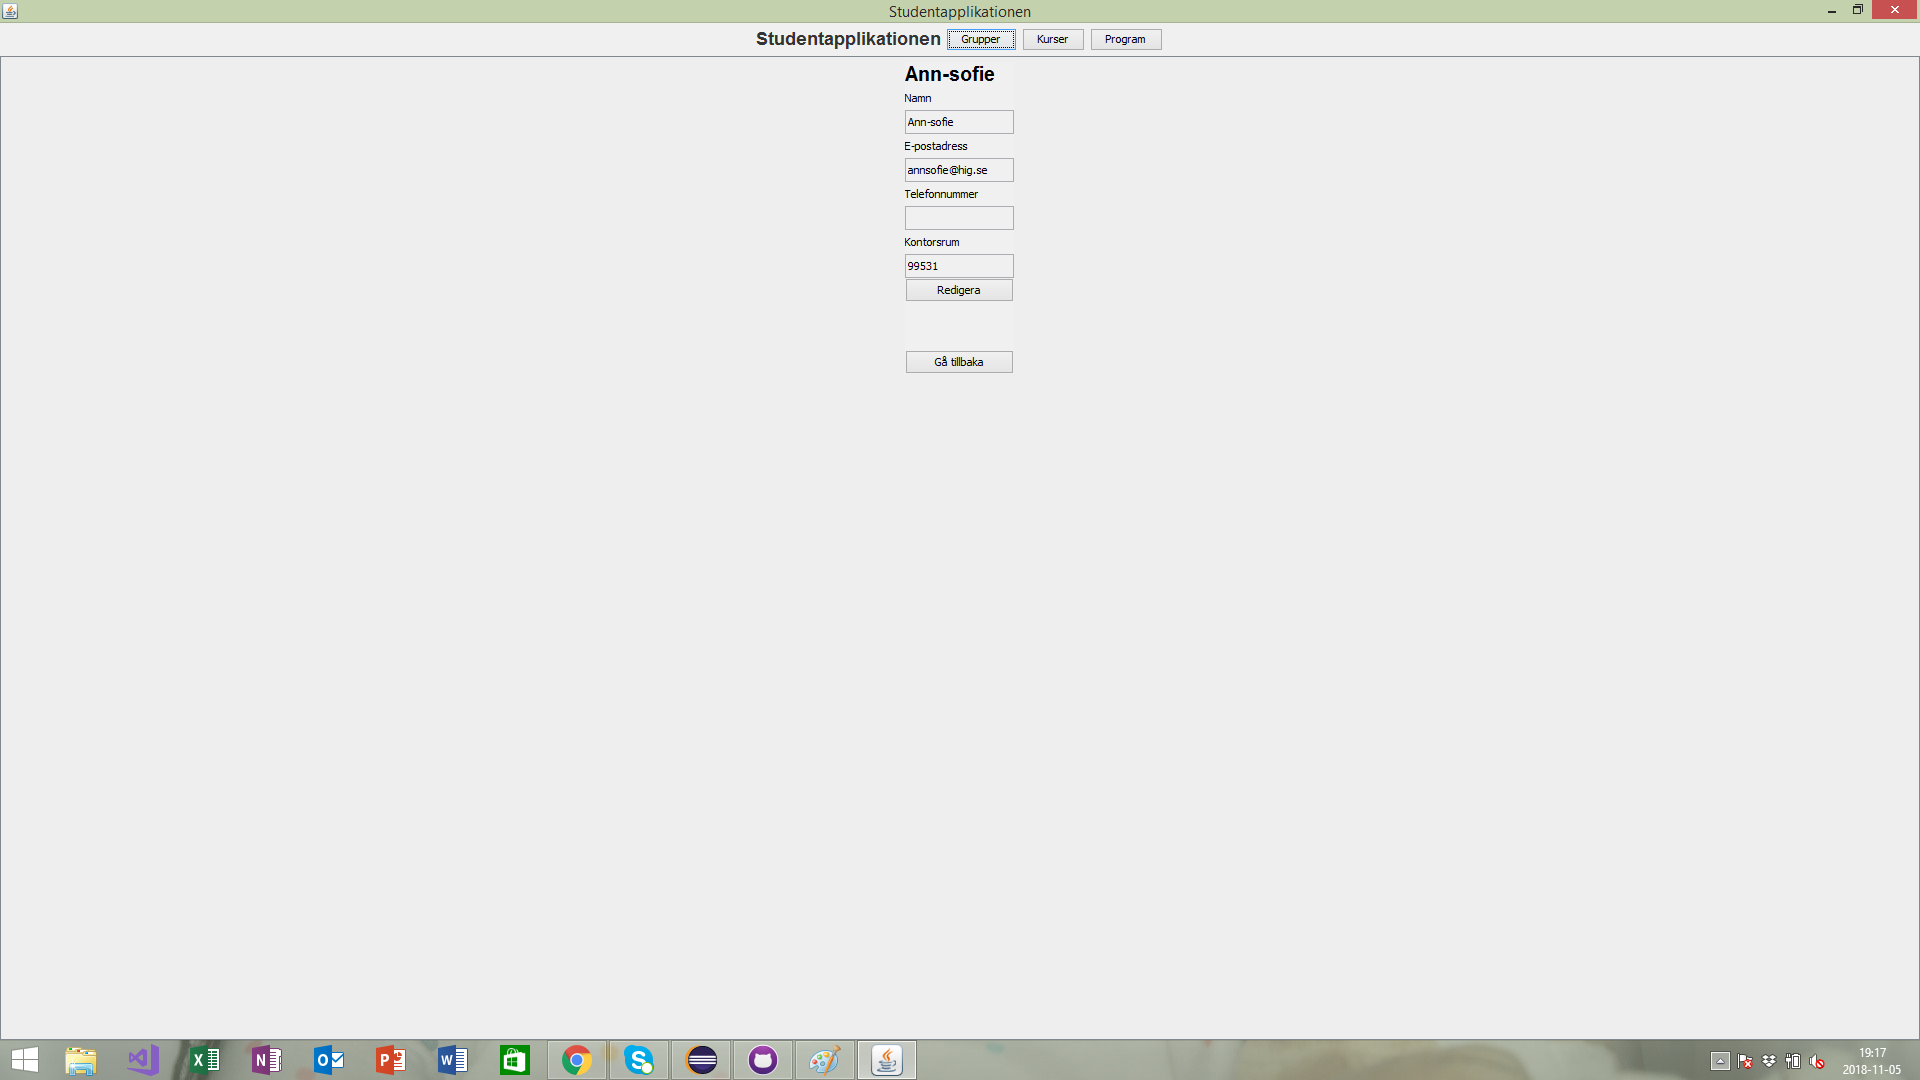 Studentapplikationen
Studentapplikationen Grupper Kurser Program
Ann-sofie
Namn
Ann-sofie
E-postadress
annsofie@hig.se
Telefonnummer
Kontorsrum
99531
Redigera
Gå tillbaka
19:17
2018-11-05